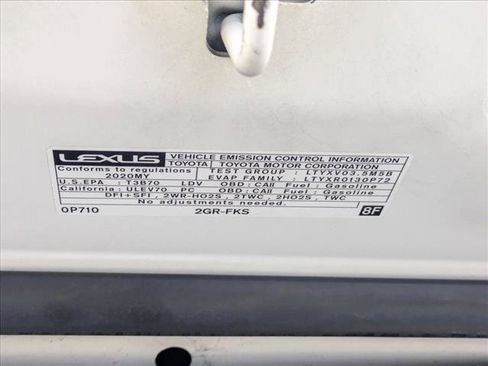 LEXUS VEHICLE EMISSION CONTROL INFORMATION
TOYOTA TOYOTA MOTOR CORPORATION
Conforms to regulations TEST GROUP : LTYXV03.5M5B
2020MY EVAP FAMILY : LTYXR0130P72
U.S.EPA : T3B70 LDV OBD:CAII Fuel : Gasoline
California: ULEV70 PC OBD:CAII Fuel : Gasoline
DFI+SFI, 2WR-HO2S, 2TWC, 2HO2S, TWC
No adjustments needed.
0P710 2GR-FKS 8F